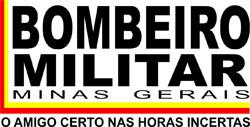 BOMBEIRO
MILITAR
MINAS GERAIS
O AMIGO CERTO NAS HORAS INCERTAS